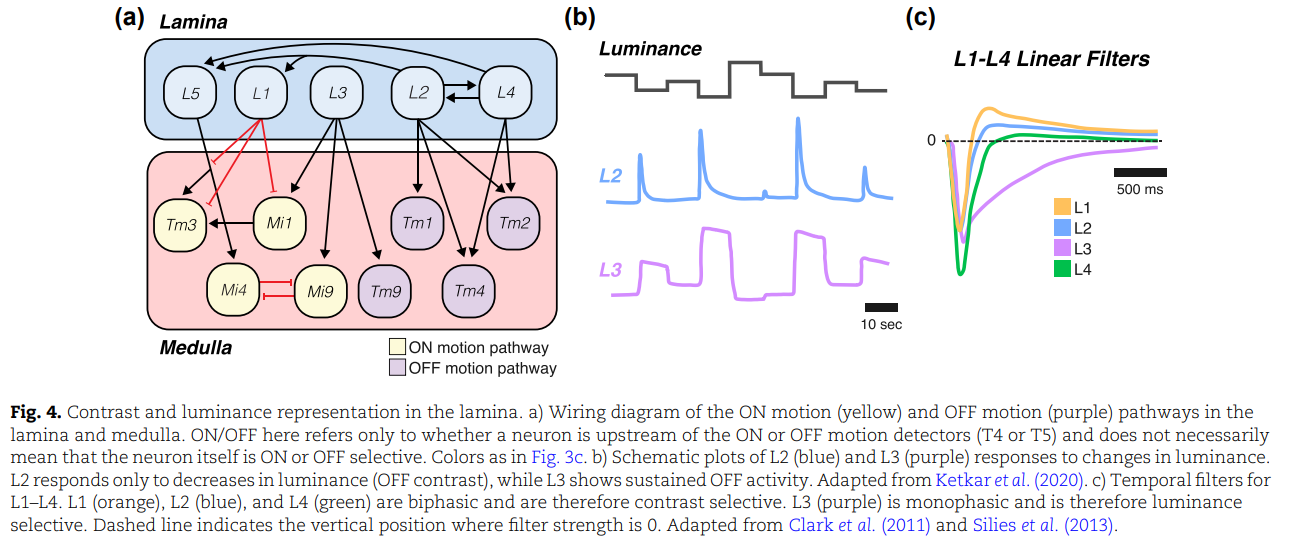 (a)
Lamina
L5
L1
L3
L2
L4
Tm3
Mi1
Tm1
Tm2
Mi4
Mi9
Tm9
Tm4
Medulla
ON motion pathway
OFF motion pathway
(b)
Luminance
L2
L3
10 sec
(c)
L1-L4 Linear Filters
0
500 ms
L1
L2
L3
L4
Fig. 4. Contrast and luminance representation in the lamina. a) Wiring diagram of the ON motion (yellow) and OFF motion (purple) pathways in the
lamina and medulla. ON/OFF here refers only to whether a neuron is upstream of the ON or OFF motion detectors (T4 or T5) and does not necessarily
mean that the neuron itself is ON or OFF selective. Colors as in Fig. 3c. b) Schematic plots of L2 (blue) and L3 (purple) responses to changes in luminance.
L2 responds only to decreases in luminance (OFF contrast), while L3 shows sustained OFF activity. Adapted from Ketkar et al. (2020). c) Temporal filters for
L1–L4. L1 (orange), L2 (blue), and L4 (green) are biphasic and are therefore contrast selective. L3 (purple) is monophasic and is therefore luminance
selective. Dashed line indicates the vertical position where filter strength is 0. Adapted from Clark et al. (2011) and Silies et al. (2013).